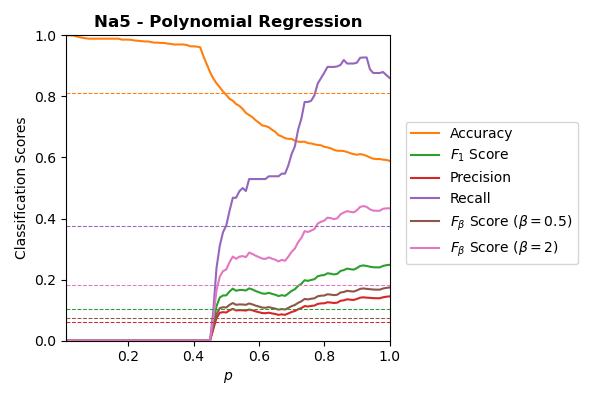 Na5 - Polynomial Regression
Classification Scores
1.0
0.8
0.6
0.4
0.2
0.0
0.2 0.4 0.6 0.8 1.0
p
Accuracy
F₁ Score
Precision
Recall
Fᵦ Score (β = 0.5)
Fᵦ Score (β = 2)